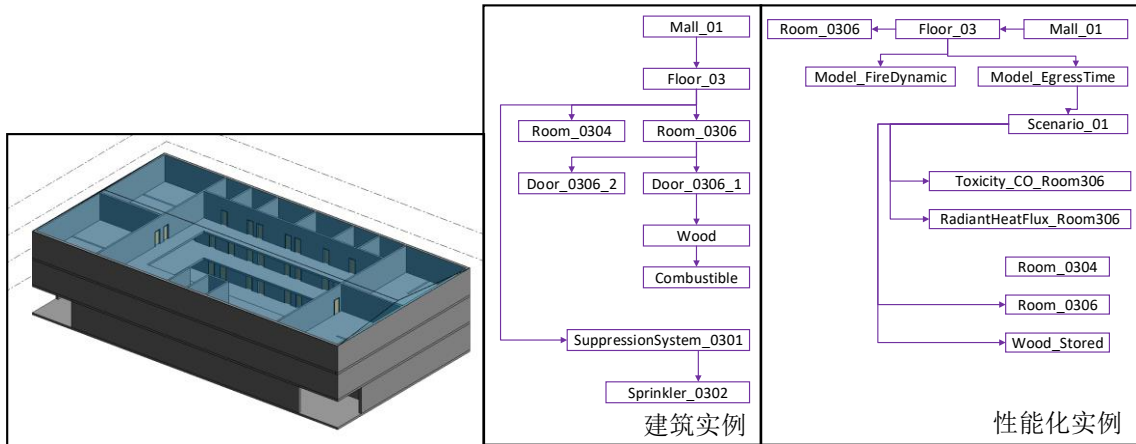 Mall_01
Floor_03
Room_0304
Room_0306
Door_0306_2
Door_0306_1
Wood
Combustible
SuppressionSystem_0301
Sprinkler_0302
建筑实例
Room_0306
Floor_03
Mall_01
Model_FireDynamic
Model_EgressTime
Scenario_01
Toxicity_CO_Room306
RadiantHeatFlux_Room306
Room_0304
Room_0306
Wood_Stored
性能化实例